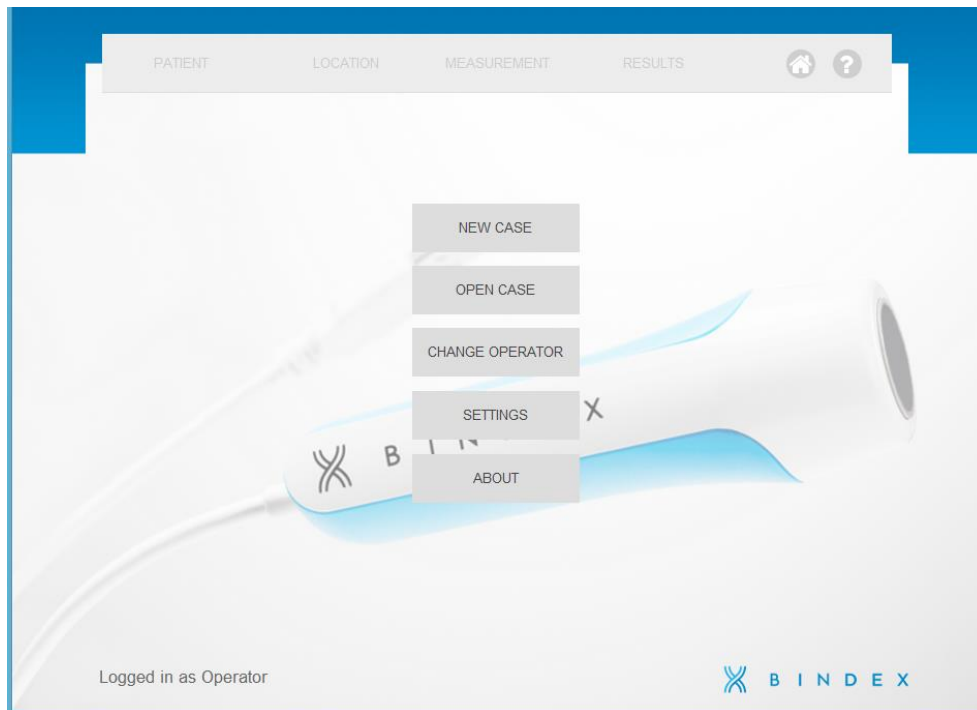 PATIENT LOCATION MEASUREMENT RESULTS ?
NEW CASE
OPEN CASE
CHANGE OPERATOR
SETTINGS
ABOUT
Logged in as Operator
BINDEX